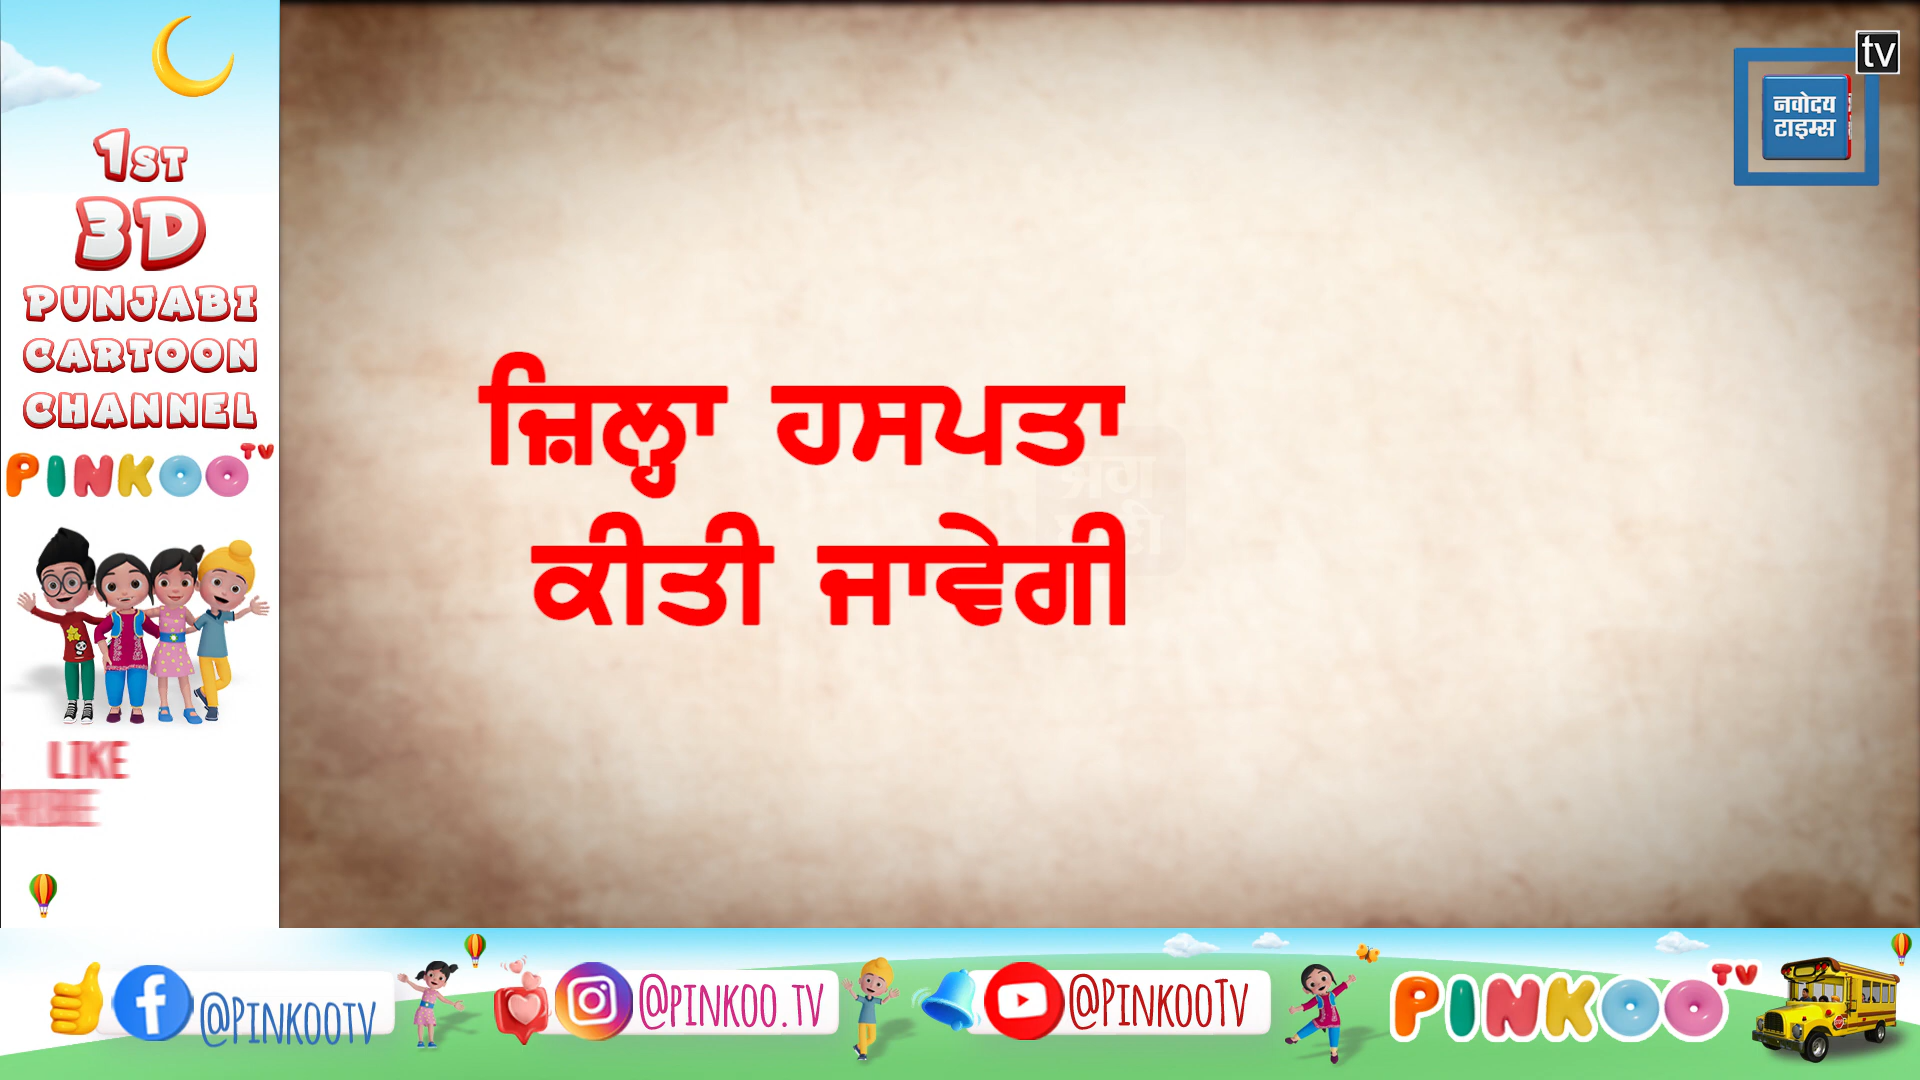 1ST
3D
PUNJABI
CARTOON
CHANNEL
PINKOO TV
LIKE
ਜ਼ਿਲ੍ਹਾ ਹਸਪਤਾ
ਕੀਤੀ ਜਾਵੇਗੀ
tv
नवोदय
टाइम्स
@PINKOOTV
@PINKOO.TV
@PINKOOTV
PINKOO TV